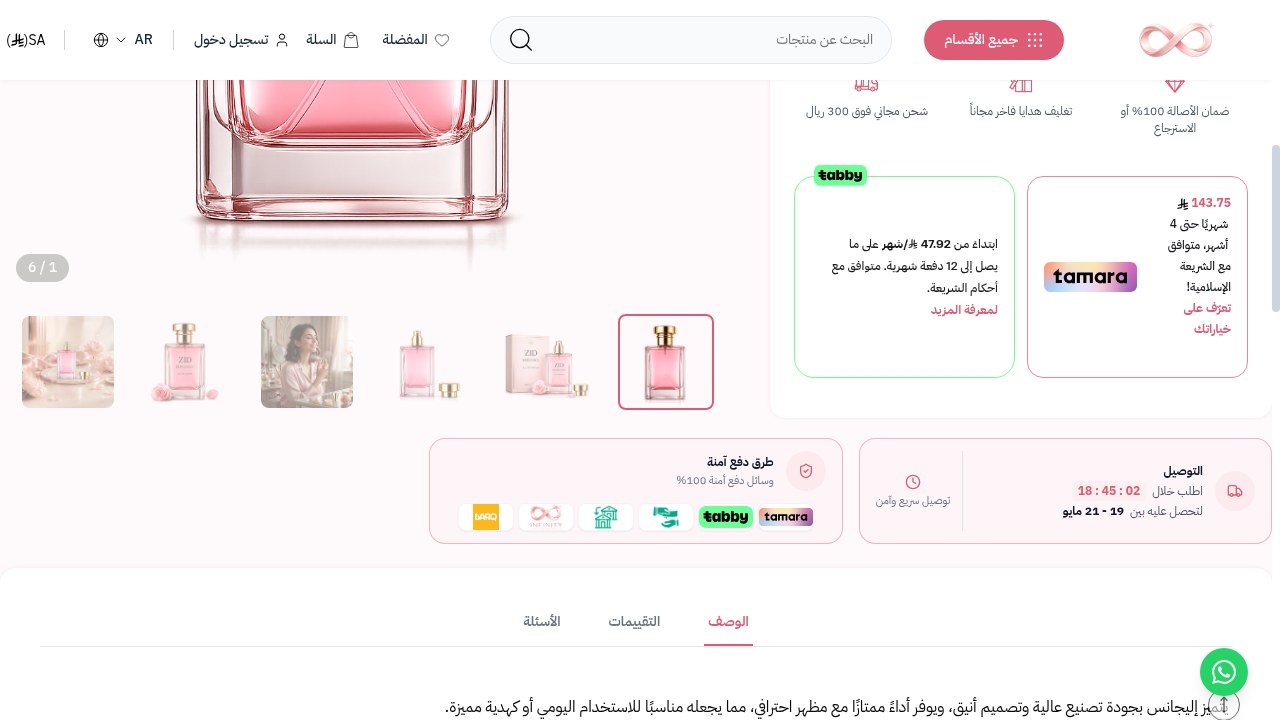 جميع الأقسام
البحث عن منتجات
المفضلة
السلة
تسجيل دخول
AR
SA(⃁)
ضمان الأصالة 100% أو الاسترجاع
تغليف هدايا فاخر مجاناً
شحن مجاني فوق 300 ريال
143.75
شهريًا حتى 4
أشهر، متوافق
مع الشريعة
الإسلامية!
تعرّف على
خياراتك
tamara
tabby
ابتداءً من 47.92 ⃁/شهر على ما
يصل إلى 12 دفعة شهرية. متوافق مع
أحكام الشريعة.
لمعرفة المزيد
6 / 1
ZID
ZID
التوصيل
اطلب خلال 18 : 45 : 02
لتحصل عليه بين 19 - 21 مايو
توصيل سريع وآمن
طرق دفع آمنة
وسائل دفع آمنة 100%
tamara
tabby
INFINITY
BARQ
الوصف
التقييمات
الأسئلة
يتميز إليجانس بجودة تصنيع عالية وتصميم أنيق، ويوفر أداءً ممتازًا مع مظهر احترافي، مما يجعله مناسبًا للاستخدام اليومي أو كهدية مميزة.